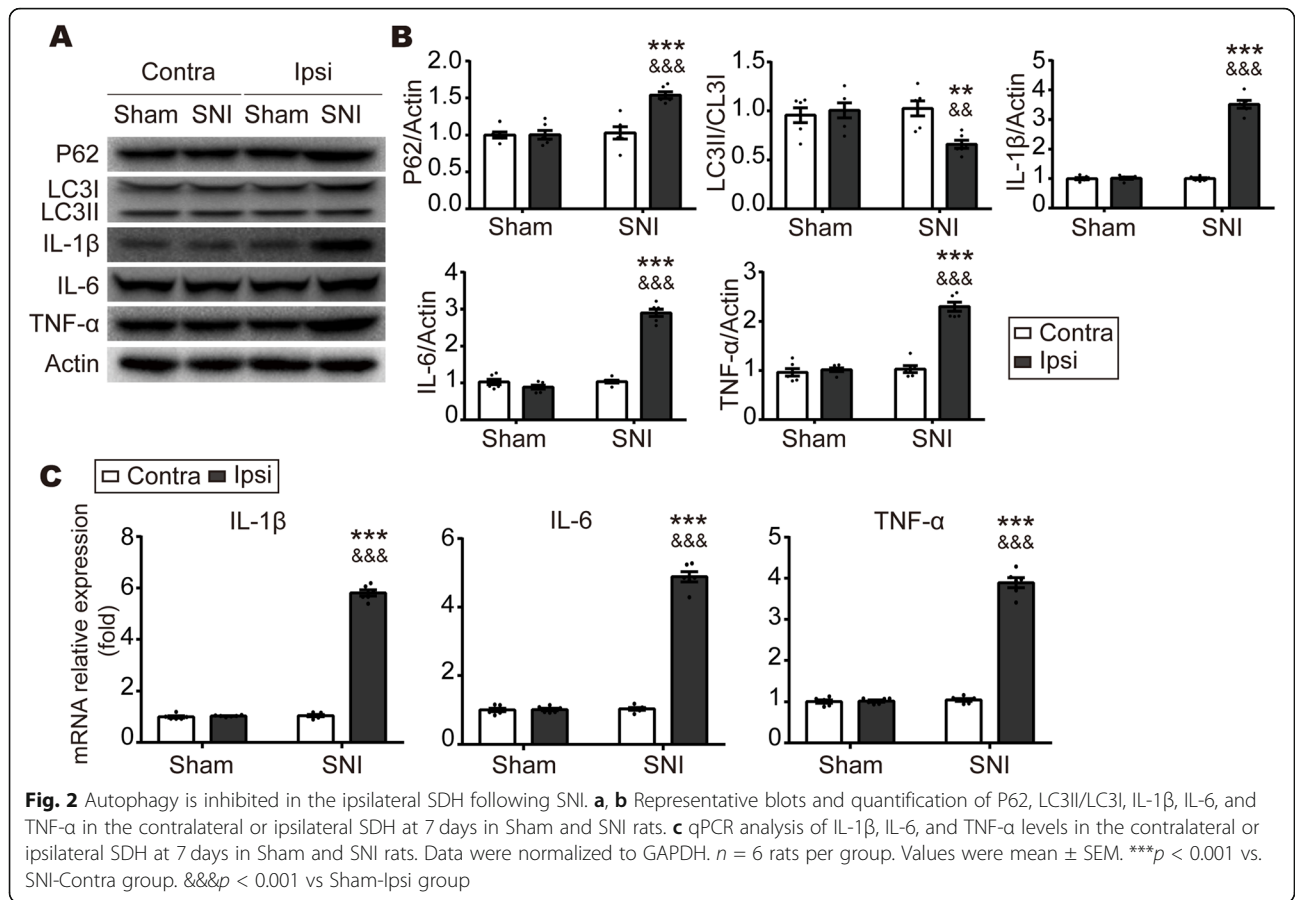 A
Contra Ipsi
Sham SNI Sham SNI
P62
LC3I
LC3II
IL-1β
IL-6
TNF-α
Actin
B
P62/Actin
2.0
1.5
1.0
0.5
0.0
***
&&&
Sham SNI
LC3II/CL3I
1.5
1.0
0.5
0.0
**
&&
Sham SNI
IL-1β/Actin
5
4
3
2
1
0
***
&&&
Sham SNI
IL-6/Actin
4
3
2
1
0
***
&&&
Sham SNI
TNF-α/Actin
3
2
1
0
***
&&&
Sham SNI
Contra
Ipsi
C
Contra Ipsi
mRNA relative expression
(fold)
IL-1β
8
6
4
2
0
***
&&&
Sham SNI
IL-6
6
4
2
0
***
&&&
Sham SNI
TNF-α
5
4
3
2
1
0
***
&&&
Sham SNI
Fig. 2 Autophagy is inhibited in the ipsilateral SDH following SNI. a, b Representative blots and quantification of P62, LC3II/LC3I, IL-1β, IL-6, and
TNF-α in the contralateral or ipsilateral SDH at 7 days in Sham and SNI rats. c qPCR analysis of IL-1β, IL-6, and TNF-α levels in the contralateral or
ipsilateral SDH at 7 days in Sham and SNI rats. Data were normalized to GAPDH. n = 6 rats per group. Values were mean ± SEM. ***p < 0.001 vs.
SNI-Contra group. &&&p < 0.001 vs Sham-Ipsi group